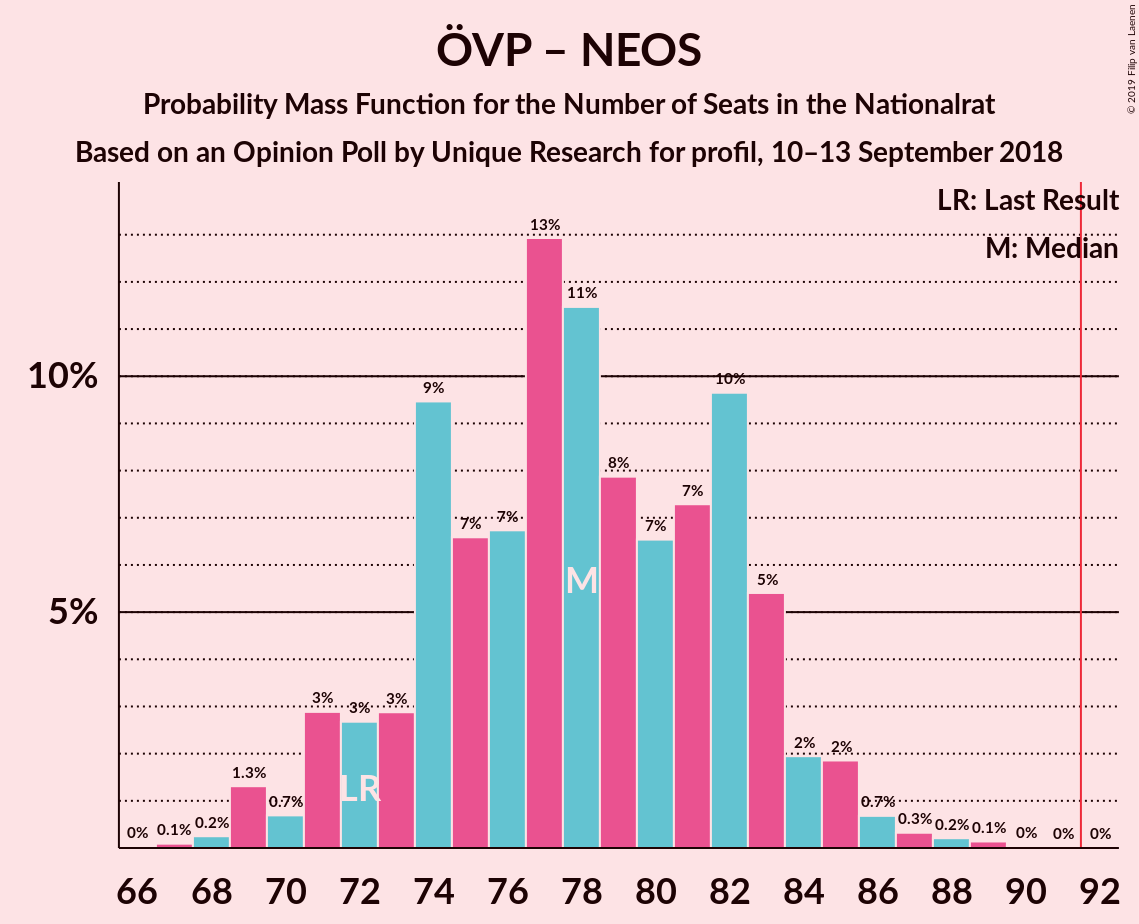 ÖVP – NEOS
Probability Mass Function for the Number of Seats in the Nationalrat
Based on an Opinion Poll by Unique Research for profil, 10–13 September 2018
© 2019 Filip van Laenen
LR: Last Result
M: Median
13%
11%
10%
9%
10%
8%
7%
7%
7%
7%
M
5%
5%
3%
3%
3%
2%
2%
LR
1.3%
0.7%
0.7%
0% 0.1% 0.2% 0.3% 0.2% 0.1% 0% 0% 0%
66 68 70 72 74 76 78 80 82 84 86 88 90 92